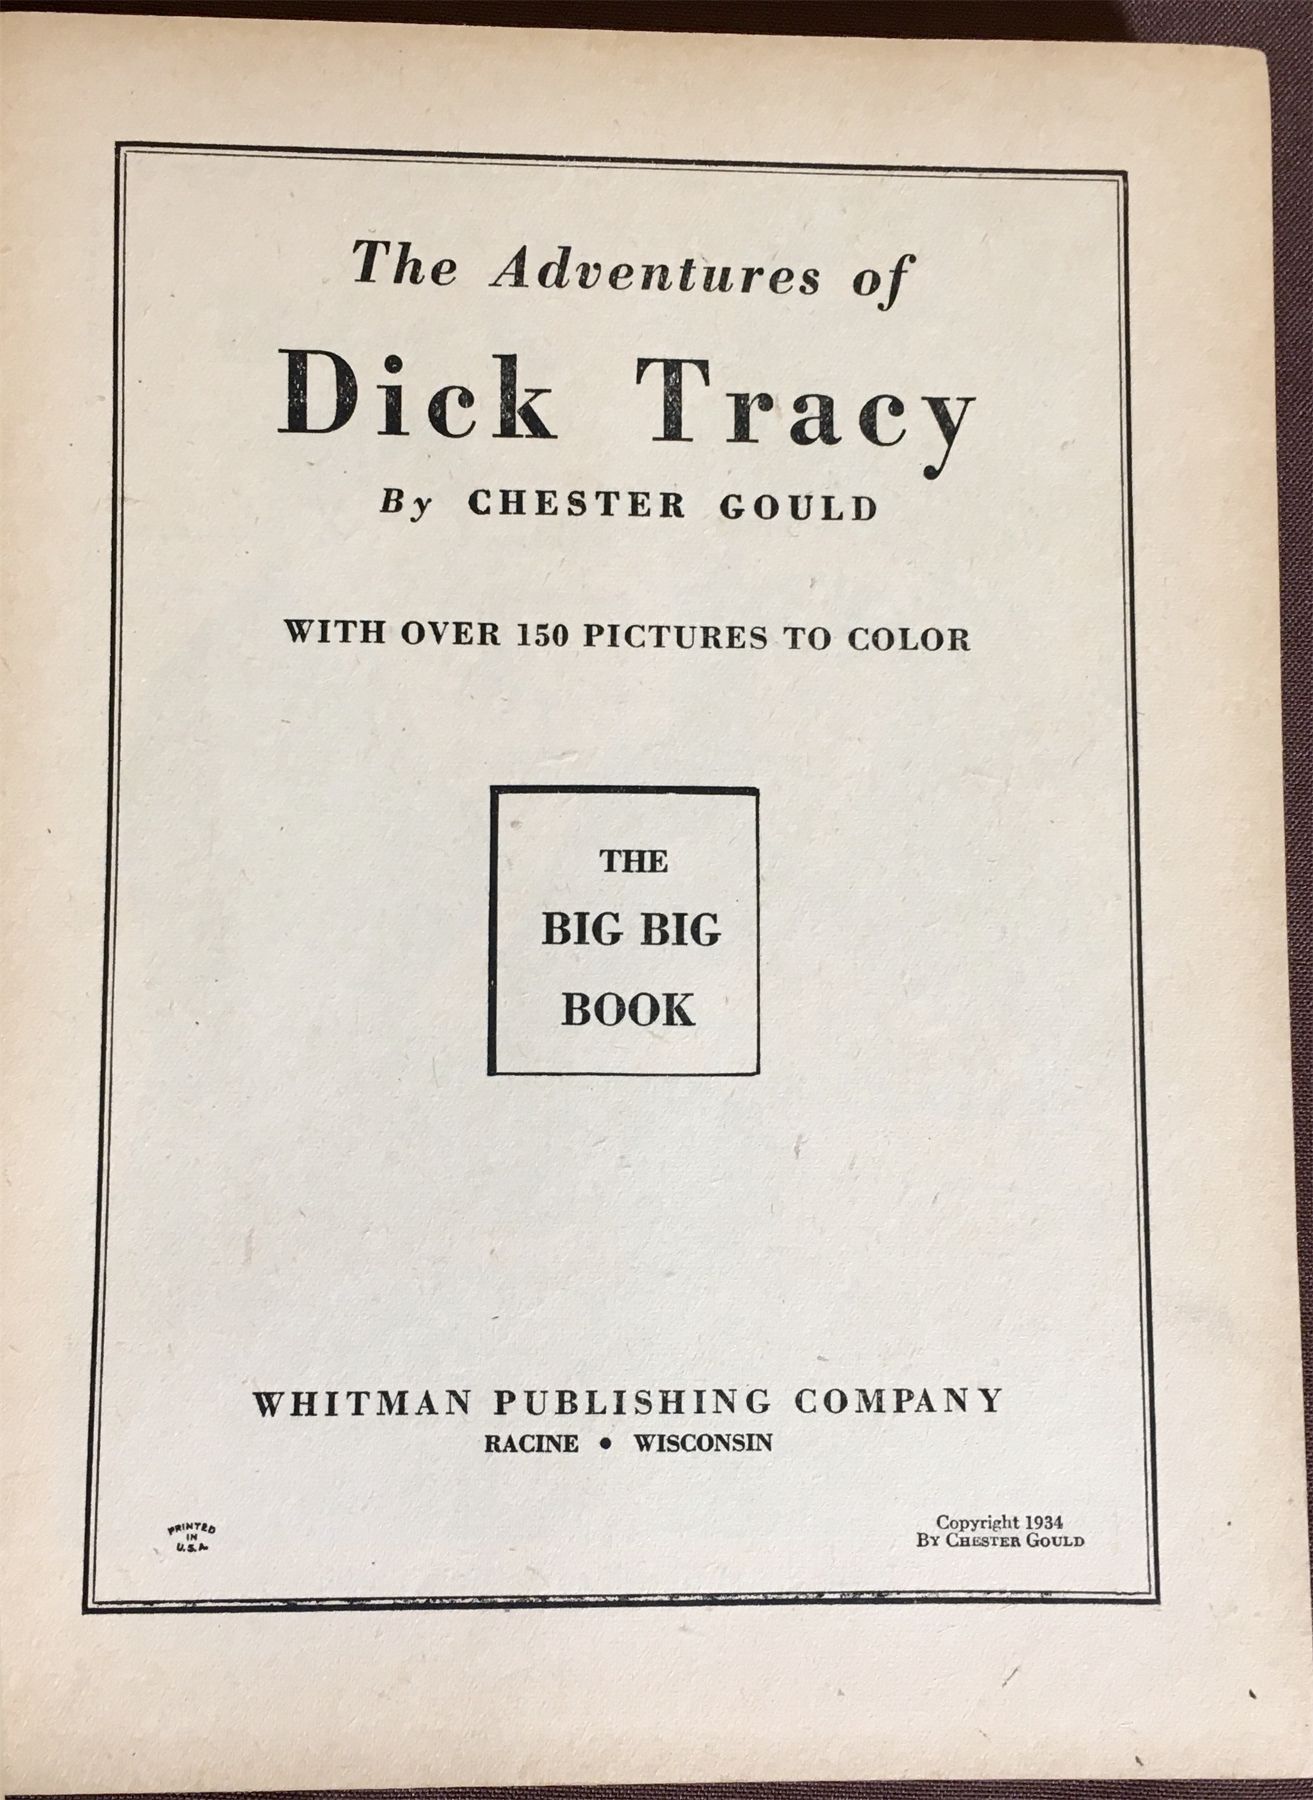 The Adventures of
Dick Tracy
By CHESTER GOULD
WITH OVER 150 PICTURES TO COLOR
THE
BIG BIG
BOOK
WHITMAN PUBLISHING COMPANY
RACINE • WISCONSIN
PRINTED
IN
U.S.A.
Copyright 1934
BY CHESTER GOULD